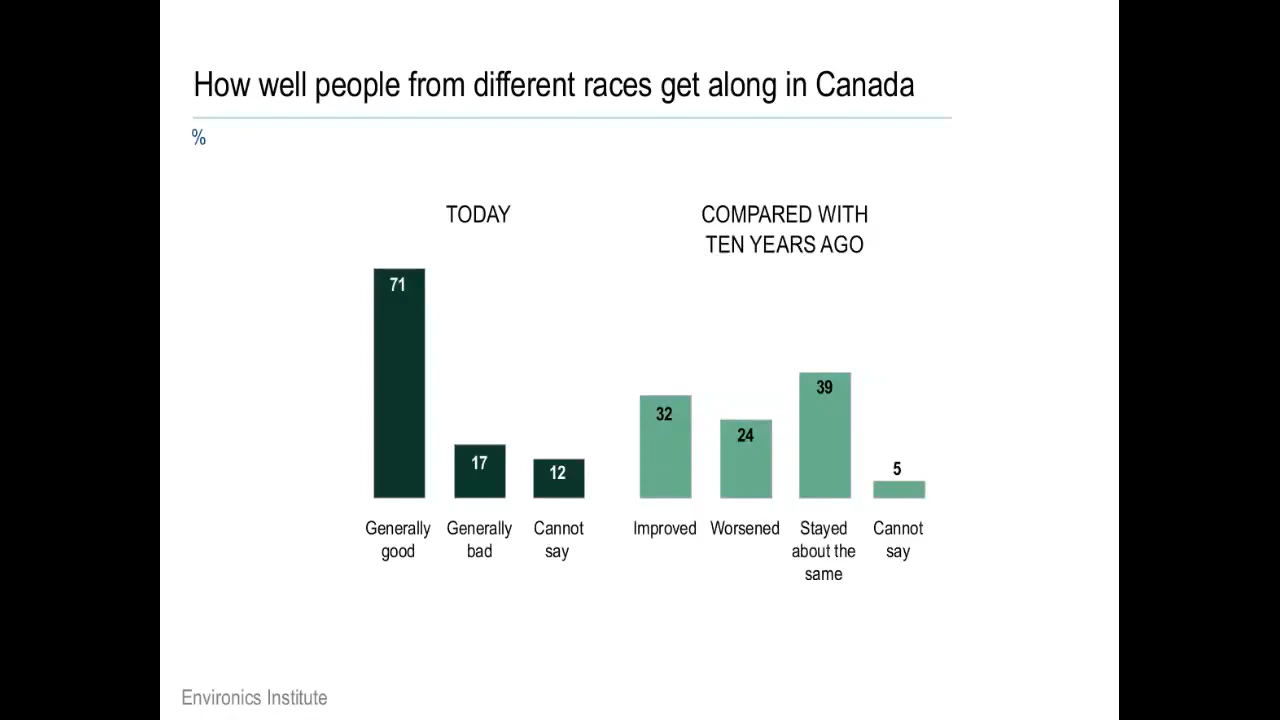 How well people from different races get along in Canada
%
TODAY
COMPARED WITH
TEN YEARS AGO
71
17
12
32
24
39
5
Generally
good
Generally
bad
Cannot
say
Improved
Worsened
Stayed
about the
same
Cannot
say
Environics Institute